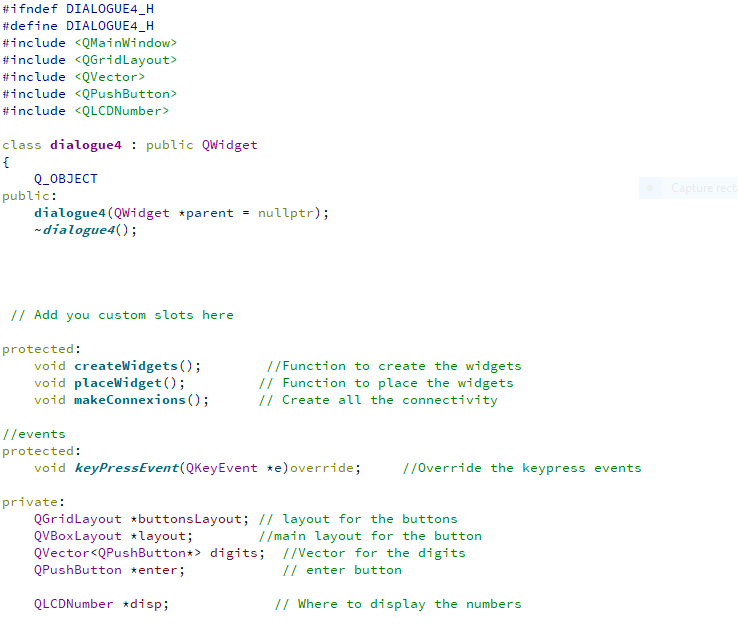 #ifndef DIALOGUE4_H
#define DIALOGUE4_H
#include <QMainWindow>
#include <QGridLayout>
#include <QVector>
#include <QPushButton>
#include <QLCDNumber>
class dialogue4 : public QWidget
{
    Q_OBJECT
Capture recta
public:
    dialogue4(QWidget *parent = nullptr);
    ~dialogue4();
 // Add you custom slots here
protected:
    void createWidgets();        //Function to create the widgets
    void placeWidget();         // Function to place the widgets
    void makeConnexions();      // Create all the connectivity
//events
protected:
    void keyPressEvent(QKeyEvent *e)override;     //Override the keypress events
private:
    QGridLayout *buttonsLayout; // layout for the buttons
    QVBoxLayout *layout;        //main layout for the button
    QVector<QPushButton*> digits;  //Vector for the digits
    QPushButton *enter;            // enter button
    QLCDNumber *disp;             // Where to display the numbers